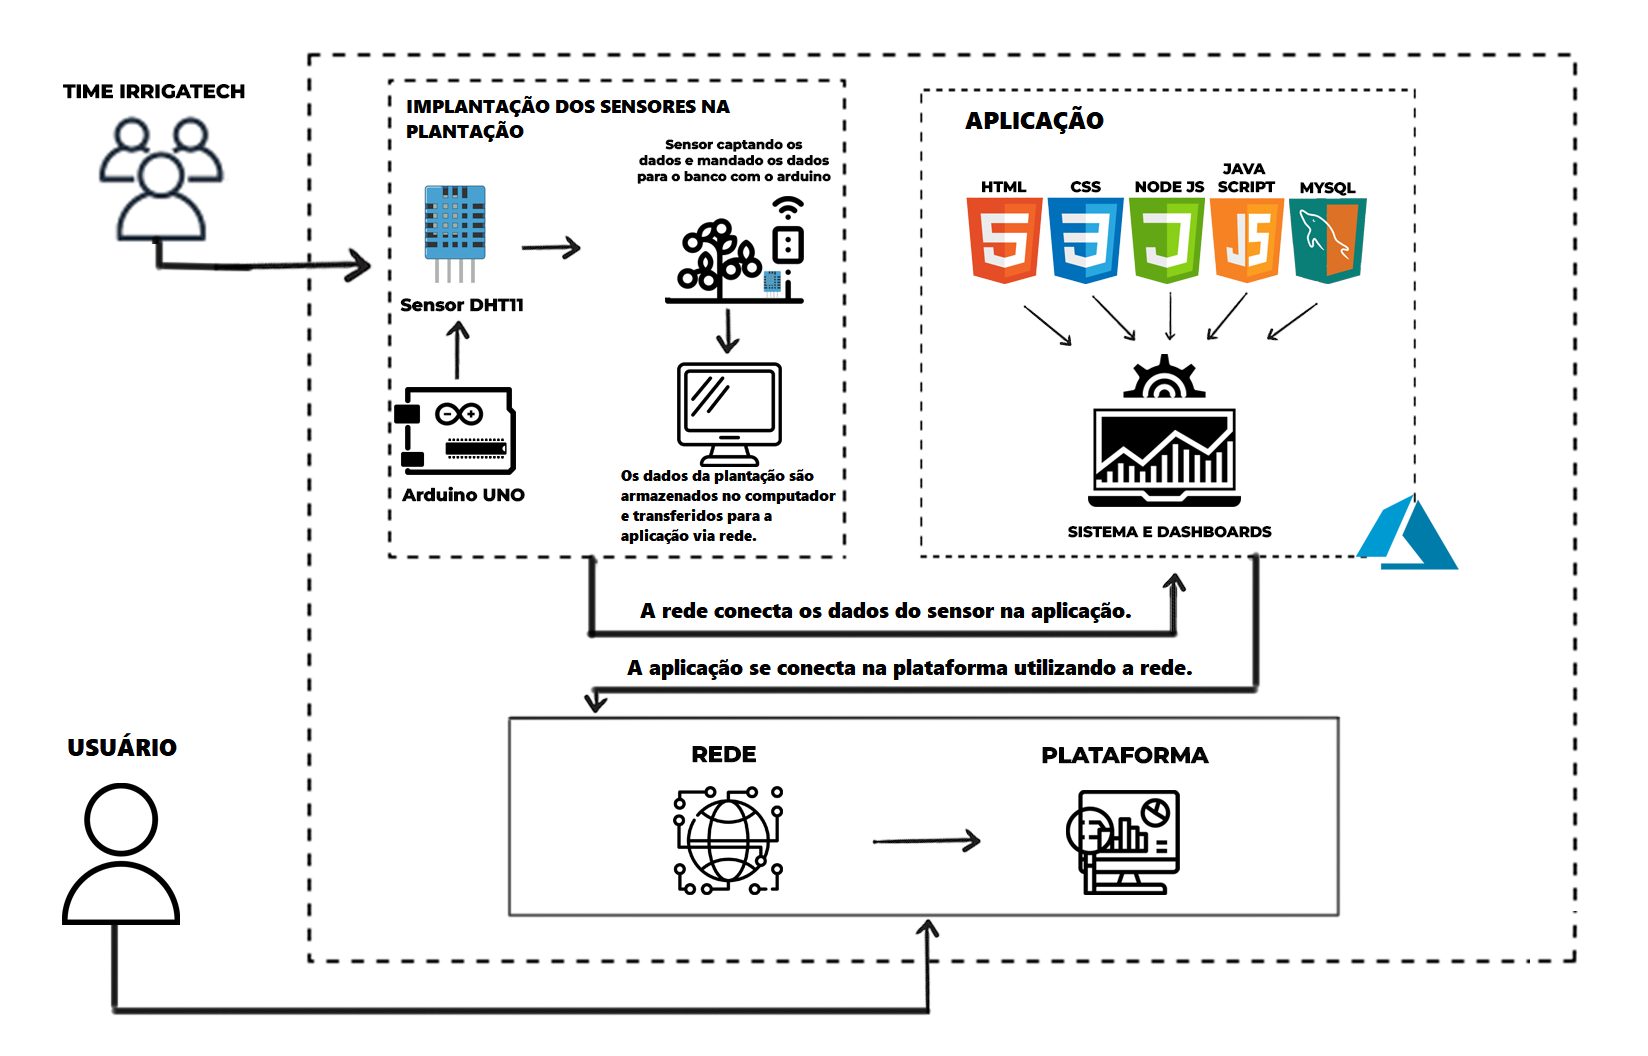 TIME IRRIGATECH
IMPLANTAÇÃO DOS SENSORES NA
PLANTAÇÃO
Sensor captando os
dados e mandado os dados
para o banco com o arduino
Sensor DHT11
Arduino UNO
Os dados da plantação são
armazenados no computador
e transferidos para a
aplicação via rede.
APLICAÇÃO
HTML
CSS
NODE JS
JAVA
SCRIPT
MYSQL
JS
SISTEMA E DASHBOARDS
A rede conecta os dados do sensor na aplicação.
A aplicação se conecta na plataforma utilizando a rede.
USUÁRIO
REDE
PLATAFORMA